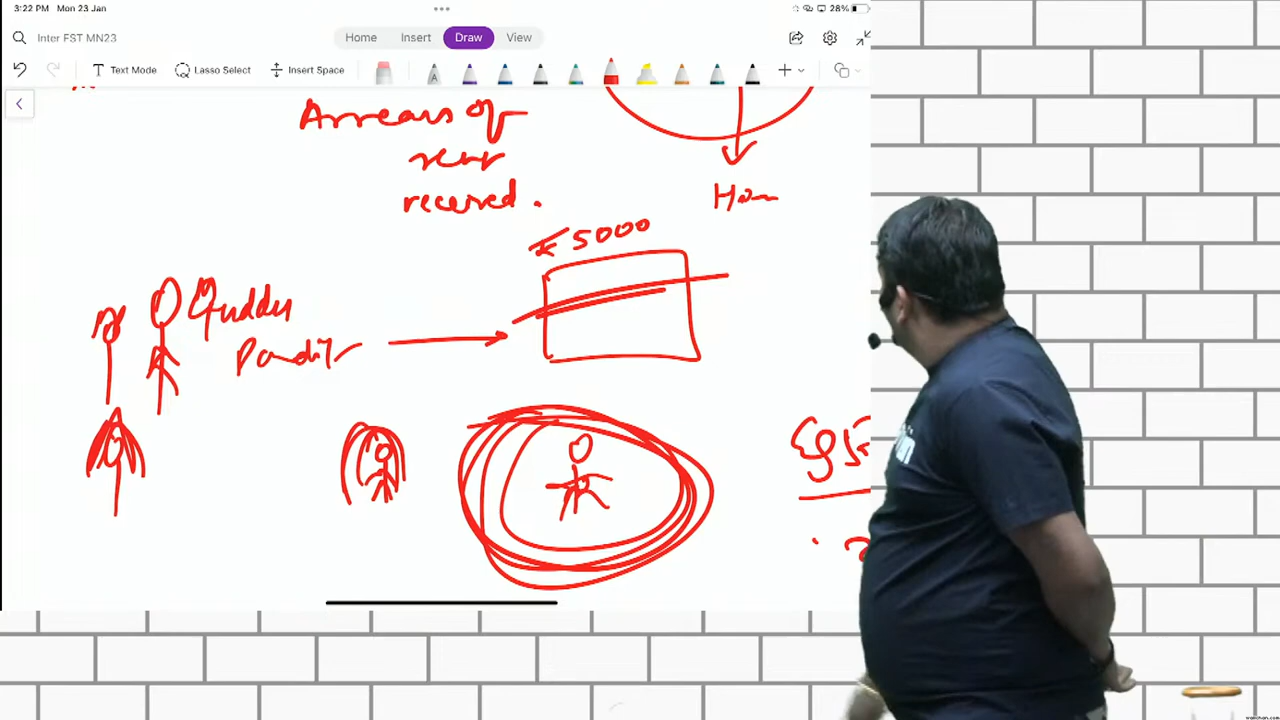 3:22 PM Mon 23 Jan
28%
Inter FST MN23
Home
Insert
Draw
View
Text Mode
Lasso Select
Insert Space
A
Arrears of
rent
received.
₹ 5000
Guddu
Pandit
Eg